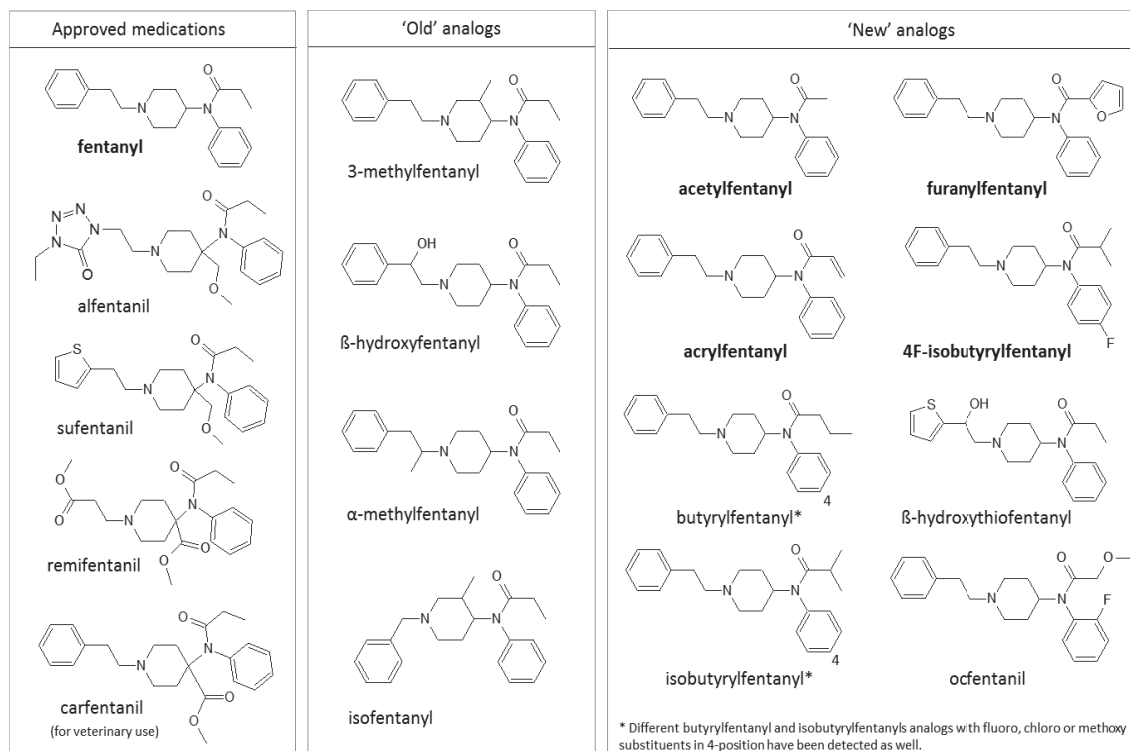 Approved medications
fentanyl
alfentanil
sufentanil
remifentanil
carfentanil
(for veterinary use)
'Old' analogs
3-methylfentanyl
ß-hydroxyfentanyl
α-methylfentanyl
isofentanyl
'New' analogs
acetylfentanyl
furanylfentanyl
acrylfentanyl
4F-isobutyrylfentanyl
butyrylfentanyl*
ß-hydroxythiofentanyl
isobutyrylfentanyl*
ocfentanil
* Different butyrylfentanyl and isobutyrylfentanyls analogs with fluoro, chloro or methoxy
substituents in 4-position have been detected as well.
O
N
N
O
N
N
N
N
N
N
O
N
O
S
O
N
N
O
O
O
O
N
N
O
O
O
N
N
O
O
O
N
N
OH
O
N
N
O
N
N
O
N
N
O
N
N
O
O
N
N
O
N
N
O
N
N
F
O
N
N
4
S
OH
O
N
N
O
N
N
4
O
O
N
N
F